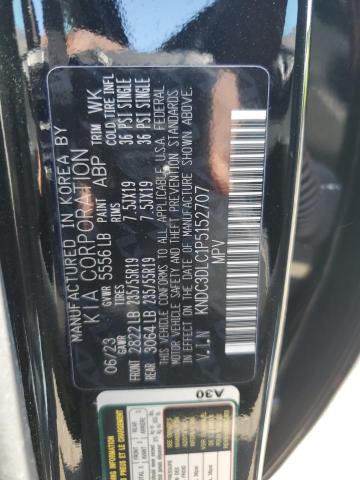 MANUFACTURED IN KOREA BY
KIA CORPORATION
06/23 GVWR 5556 LB PAINT ABP TRIM WK
TIRES RIMS COLD TIRE INFL
FRONT 2822 LB 235/55R19 7.5JX19 36 PSI SINGLE
REAR 3064 LB 235/55R19 7.5JX19 36 PSI SINGLE
THIS VEHICLE CONFORMS TO ALL APPLICABLE U.S.A. FEDERAL
MOTOR VEHICLE SAFETY AND THEFT PREVENTION STANDARDS
IN EFFECT ON THE DATE OF MANUFACTURE SHOWN ABOVE.
V.I.N KNDC3DLC1P5152707
MPV
A30